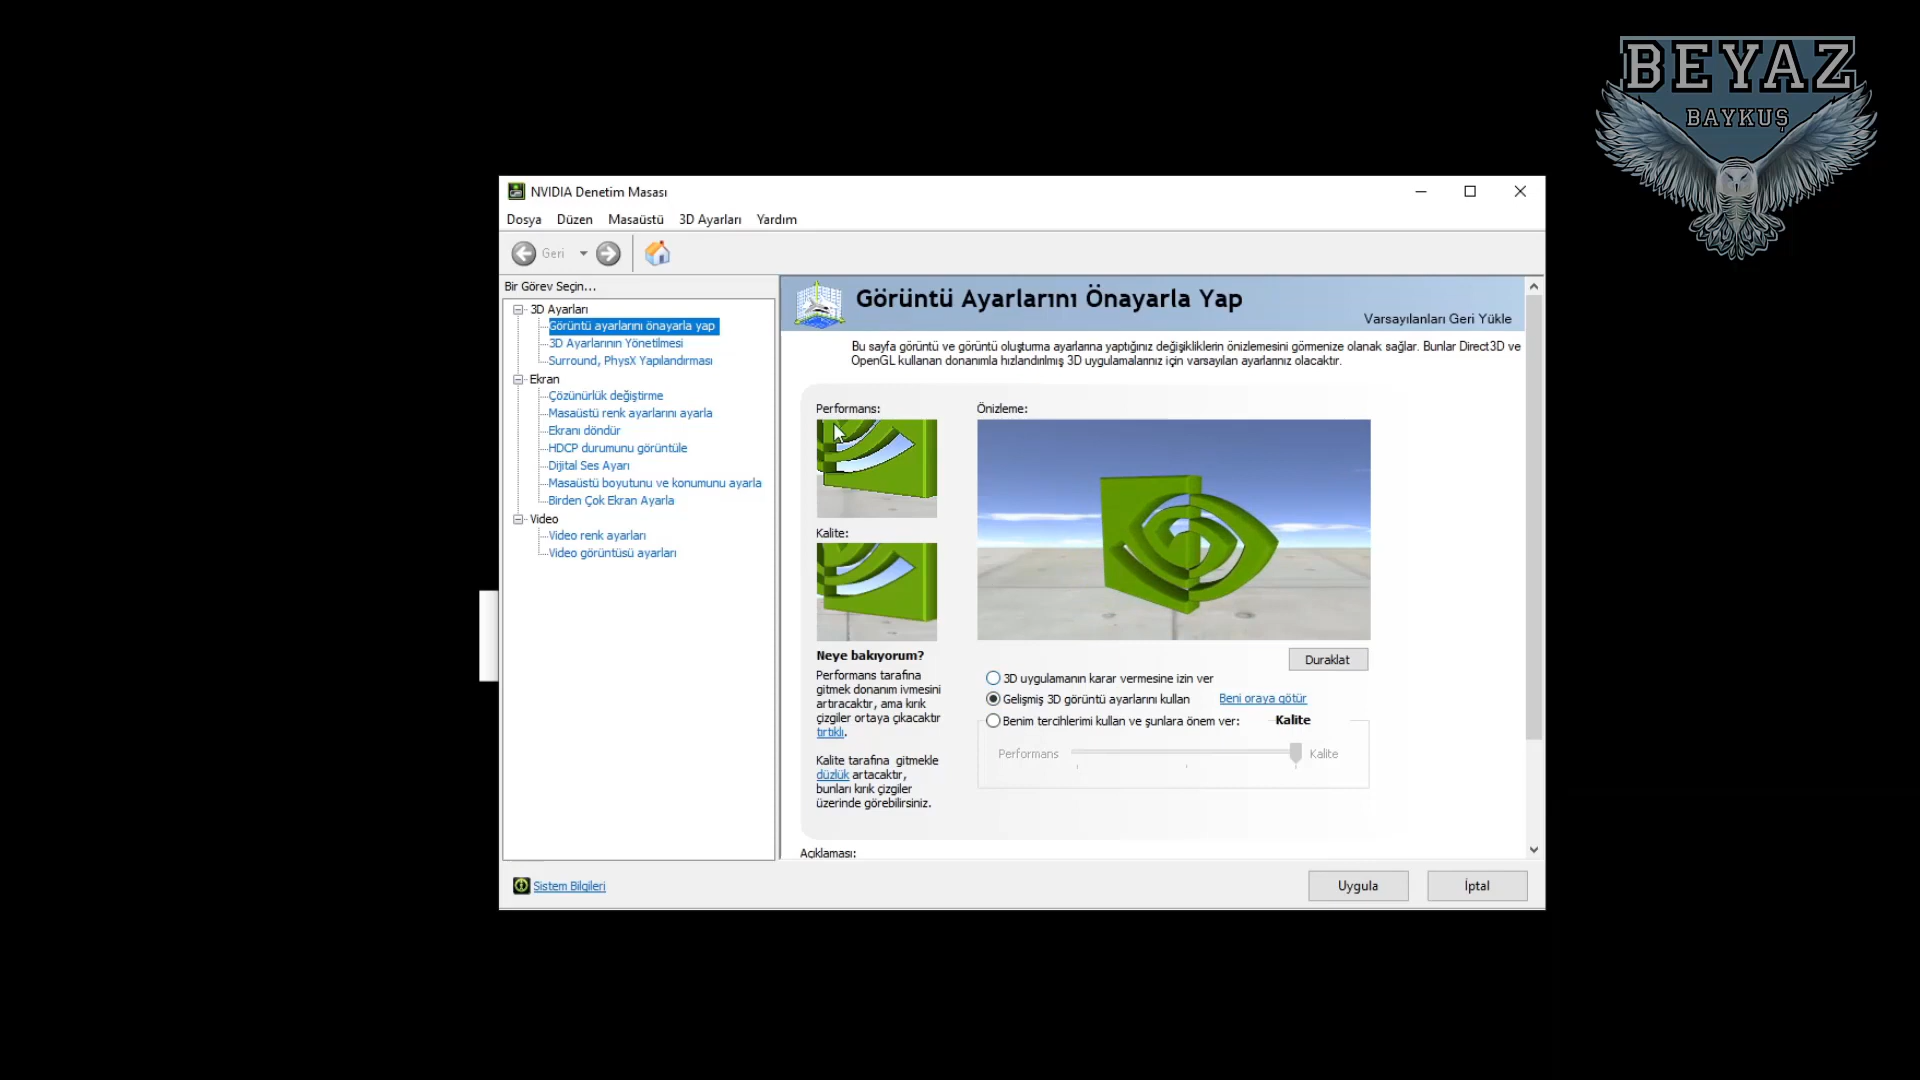 BEYAZ
BAYKUŞ
NVIDIA Denetim Masası
Dosya Düzen Masaüstü 3D Ayarları Yardım
Geri
Bir Görev Seçin...
3D Ayarları
Görüntü ayarlarını önayarla yap
3D Ayarlarının Yönetilmesi
Surround, PhysX Yapılandırması
Ekran
Çözünürlük değiştirme
Masaüstü renk ayarlarını ayarla
Ekranı döndür
HDCP durumunu görüntüle
Dijital Ses Ayarı
Masaüstü boyutunu ve konumunu ayarla
Birden Çok Ekran Ayarla
Video
Video renk ayarları
Video görüntüsü ayarları
Sistem Bilgileri
Görüntü Ayarlarını Önayarla Yap
Varsayılanları Geri Yükle
Bu sayfa görüntü ve görüntü oluşturma ayarlarına yaptığınız değişikliklerin önizlemesini görmenize olanak sağlar. Bunlar Direct3D ve
OpenGL kullanan donanımla hızlandırılmış 3D uygulamalarınız için varsayılan ayarlarınız olacaktır.
Performans:
Kalite:
Neye bakıyorum?
Performans tarafına
gitmek donanım ivmesini
artıracaktır, ama kırık
çizgiler ortaya çıkacaktır
tırtıklı.
Kalite tarafına gitmekle
düzlük artacaktır,
bunları kırık çizgiler
üzerinde görebilirsiniz.
Önizleme:
Duraklat
3D uygulamanın karar vermesine izin ver
Gelişmiş 3D görüntü ayarlarını kullan Beni oraya götür
Benim tercihlerimi kullan ve şunlara önem ver: Kalite
Performans Kalite
Açıklaması:
Uygula İptal